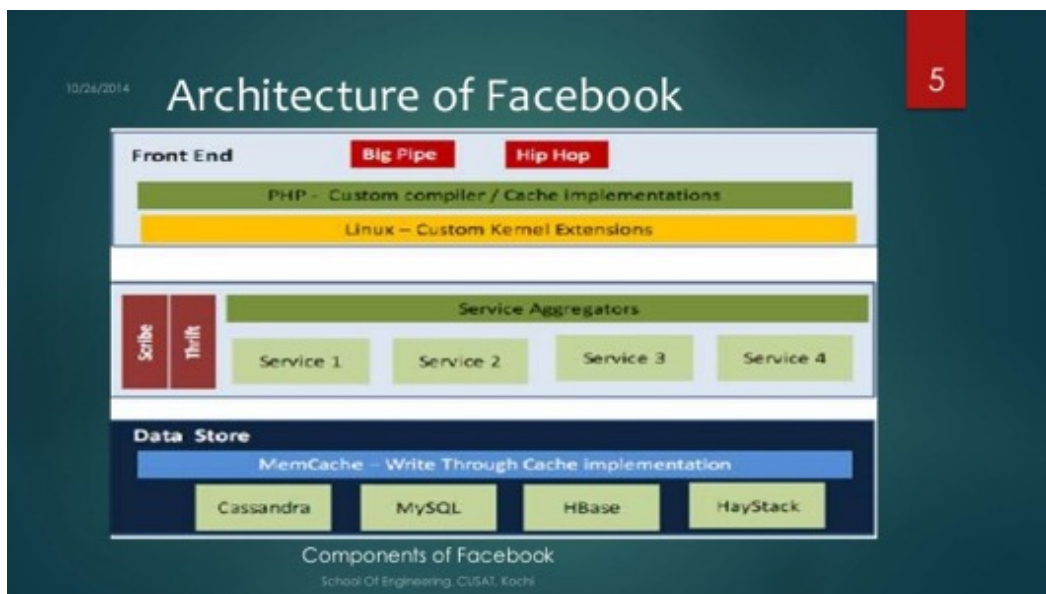 10/26/2014
Architecture of Facebook
5
Front End
Big Pipe
Hip Hop
PHP - Custom compiler / Cache implementations
Linux – Custom Kernel Extensions
Scribe
Thrift
Service Aggregators
Service 1
Service 2
Service 3
Service 4
Data Store
MemCache – Write Through Cache implementation
Cassandra
MySQL
HBase
HayStack
Components of Facebook
School Of Engineering, CUSAT, Kochi